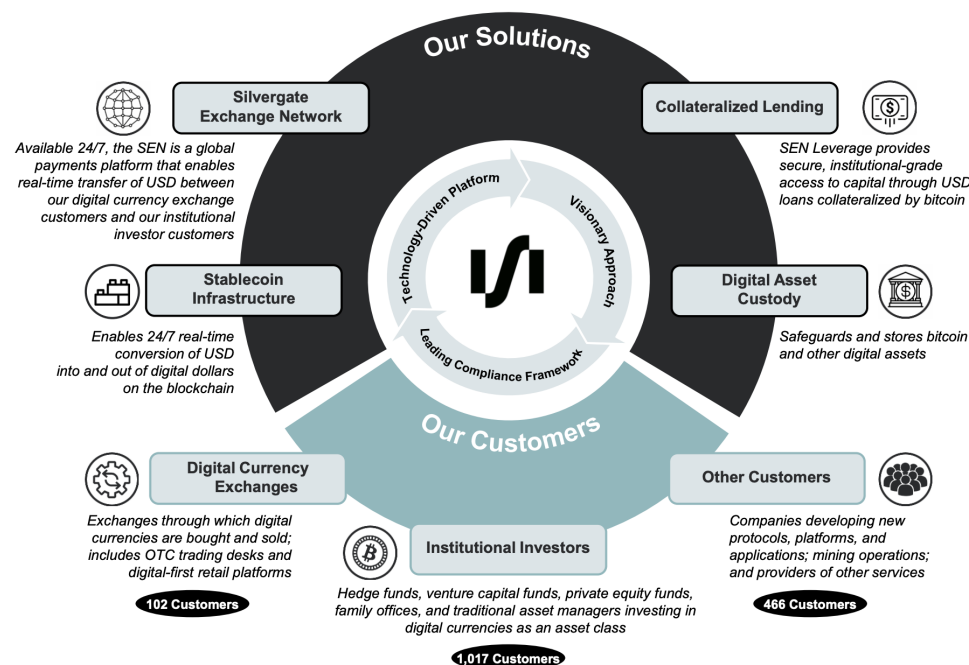 Our Solutions
Silvergate
Exchange Network
Available 24/7, the SEN is a global
payments platform that enables
real-time transfer of USD between
our digital currency exchange
customers and our institutional
investor customers
Collateralized Lending
SEN Leverage provides
secure, institutional-grade
access to capital through USD
loans collateralized by bitcoin
Technology-Driven Platform
Visionary Approach
Leading Compliance Framework
Stablecoin
Infrastructure
Enables 24/7 real-time
conversion of USD
into and out of digital dollars
on the blockchain
Digital Asset
Custody
Safeguards and stores bitcoin
and other digital assets
Our Customers
Digital Currency
Exchanges
Exchanges through which digital
currencies are bought and sold;
includes OTC trading desks and
digital-first retail platforms
102 Customers
Institutional Investors
Hedge funds, venture capital funds, private equity funds,
family offices, and traditional asset managers investing in
digital currencies as an asset class
1,017 Customers
Other Customers
Companies developing new
protocols, platforms, and
applications; mining operations;
and providers of other services
466 Customers